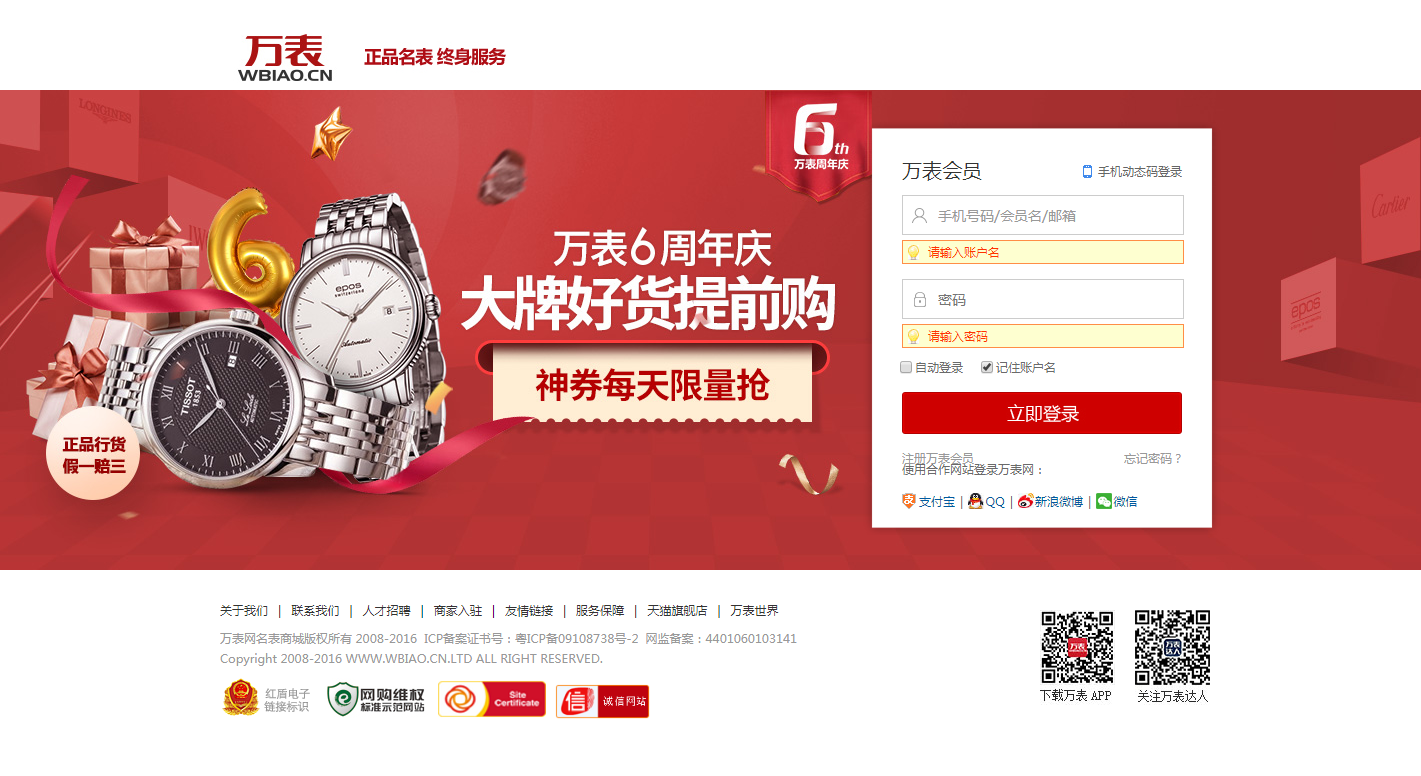 万表
WBIAO.CN
正品名表 终身服务
LONGINES
6th
万表周年庆
Cartier
epos
万表6周年庆
大牌好货提前购
神券每天限量抢
epos
SWITZERLAND
8
Automatic
TISSOT
1853
Le Locle
AUTOMATIC
正品行货
假一赔三
万表会员
手机动态码登录
手机号码/会员名/邮箱
请输入账户名
密码
请输入密码
自动登录 记住账户名
立即登录
注册万表会员 忘记密码？
使用合作网站登录万表网：
支付宝 | QQ | 新浪微博 | 微信
关于我们 | 联系我们 | 人才招聘 | 商家入驻 | 友情链接 | 服务保障 | 天猫旗舰店 | 万表世界
万表网名表商城版权所有 2008-2016 ICP备案证书号：粤ICP备09108738号-2 网监备案：4401060103141
Copyright 2008-2016 WWW.WBIAO.CN.LTD ALL RIGHT RESERVED.
红盾电子
链接标识
网购维权
标准示范网站
Site
Certificate
信
诚信网站
万表
下载万表 APP
万表
达人
关注万表达人